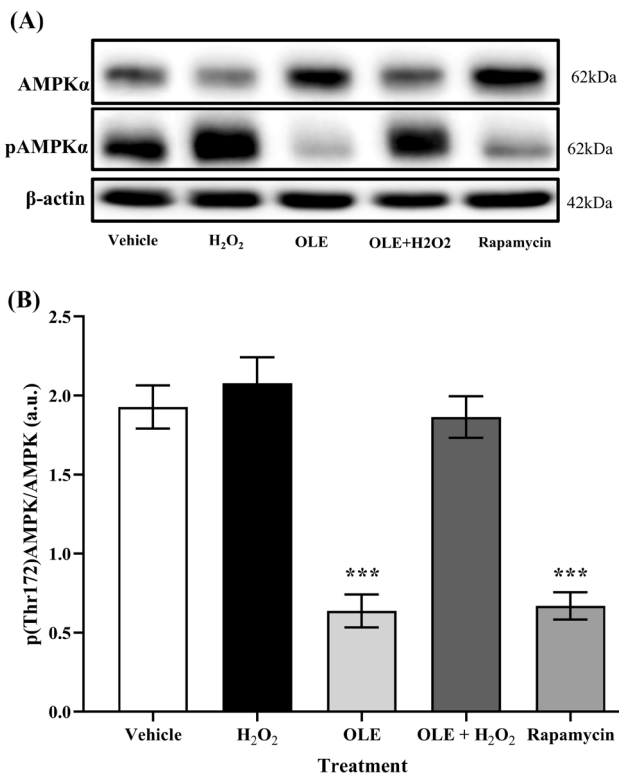 (A)
AMPKα 62kDa
pAMPKα 62kDa
β-actin 42kDa
Vehicle H₂O₂ OLE OLE+H2O2 Rapamycin
(B)
p(Thr172)AMPK/AMPK (a.u.)
2.5
2.0
1.5
1.0
0.5
0.0
*** ***
Vehicle H₂O₂ OLE OLE + H₂O₂ Rapamycin
Treatment